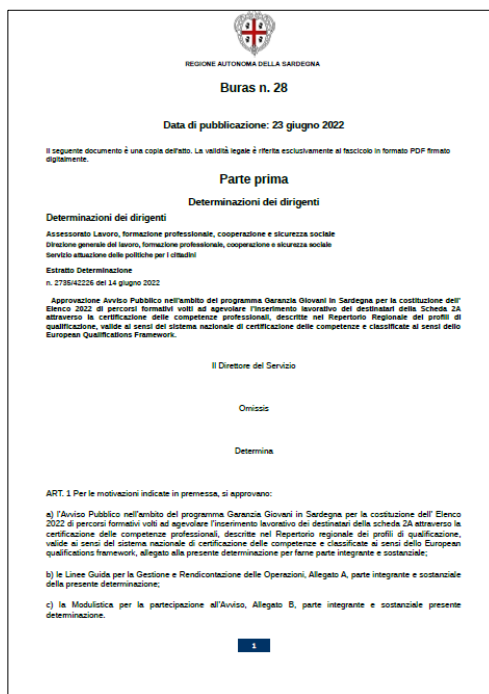 REGIONE AUTONOMA DELLA SARDEGNA
Buras n. 28
Data di pubblicazione: 23 giugno 2022
Il seguente documento è una copia dell'atto. La validità legale è riferita esclusivamente al fascicolo in formato PDF firmato
digitalmente.
Parte prima
Determinazioni dei dirigenti
Determinazioni dei dirigenti
Assessorato Lavoro, formazione professionale, cooperazione e sicurezza sociale
Direzione generale del lavoro, formazione professionale, cooperazione e sicurezza sociale
Servizio attuazione delle politiche per i cittadini
Estratto Determinazione
n. 2735/42226 del 14 giugno 2022
Approvazione Avviso Pubblico nell'ambito del programma Garanzia Giovani in Sardegna per la costituzione dell'
Elenco 2022 di percorsi formativi volti ad agevolare l'inserimento lavorativo dei destinatari della Scheda 2A
attraverso la certificazione delle competenze professionali, descritte nel Repertorio Regionale dei profili di
qualificazione, valide ai sensi del sistema nazionale di certificazione delle competenze e classificate ai sensi dello
European Qualifications Framework.
Il Direttore del Servizio
Omissis
Determina
ART. 1 Per le motivazioni indicate in premessa, si approvano:
a) l'Avviso Pubblico nell'ambito del programma Garanzia Giovani in Sardegna per la costituzione dell' Elenco
2022 di percorsi formativi volti ad agevolare l'inserimento lavorativo dei destinatari della scheda 2A attraverso la
certificazione delle competenze professionali, descritte nel Repertorio regionale dei profili di qualificazione,
valide ai sensi del sistema nazionale di certificazione delle competenze e classificate ai sensi dello European
qualifications framework, allegato alla presente determinazione per farne parte integrante e sostanziale;
b) le Linee Guida per la Gestione e Rendicontazione delle Operazioni, Allegato A, parte integrante e sostanziale
della presente determinazione;
c) la Modulistica per la partecipazione all'Avviso, Allegato B, parte integrante e sostanziale presente
determinazione.
1